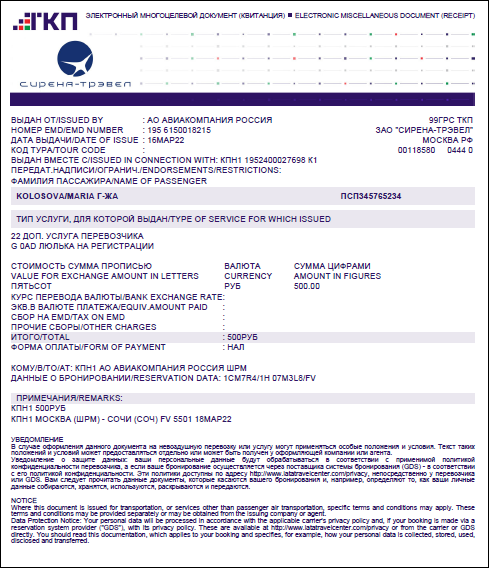 ТКП ЭЛЕКТРОННЫЙ МНОГОЦЕЛЕВОЙ ДОКУМЕНТ (КВИТАНЦИЯ) ■ ELECTRONIC MISCELLANEOUS DOCUMENT (RECEIPT)
СИРЕНА-ТРЭВЕЛ
ВЫДАН ОТ/ISSUED BY : АО АВИАКОМПАНИЯ РОССИЯ 99ГРС ТКП
НОМЕР EMD/EMD NUMBER : 195 6150018215 ЗАО "СИРЕНА-ТРЭВЕЛ"
ДАТА ВЫДАЧИ/DATE OF ISSUE : 16МАР22 МОСКВА РФ
КОД ТУРА/TOUR CODE : 00118580 0444 0
ВЫДАН ВМЕСТЕ С/ISSUED IN CONNECTION WITH: КПН1 1952400027698 К1
ПЕРЕДАТ.НАДПИСИ/ОГРАНИЧ./ENDORSEMENTS/RESTRICTIONS:
ФАМИЛИЯ ПАССАЖИРА/NAME OF PASSENGER
KOLOSOVA/MARIA Г-ЖА ПСП345765234
ТИП УСЛУГИ, ДЛЯ КОТОРОЙ ВЫДАН/TYPE OF SERVICE FOR WHICH ISSUED
22 ДОП. УСЛУГА ПЕРЕВОЗЧИКА
G 0AD ЛЮЛЬКА НА РЕГИСТРАЦИИ
СТОИМОСТЬ СУММА ПРОПИСЬЮ ВАЛЮТА СУММА ЦИФРАМИ
VALUE FOR EXCHANGE AMOUNT IN LETTERS CURRENCY AMOUNT IN FIGURES
ПЯТЬСОТ РУБ 500.00
КУРС ПЕРЕВОДА ВАЛЮТЫ/BANK EXCHANGE RATE:
ЭКВ.В ВАЛЮТЕ ПЛАТЕЖА/EQUIV.AMOUNT PAID :
СБОР НА EMD/TAX ON EMD :
ПРОЧИЕ СБОРЫ/OTHER CHARGES :
ИТОГО/TOTAL : 500РУБ
ФОРМА ОПЛАТЫ/FORM OF PAYMENT : НАЛ
КОМУ/В/TO/AT: КПН1 АО АВИАКОМПАНИЯ РОССИЯ ШРМ
ДАННЫЕ О БРОНИРОВАНИИ/RESERVATION DATA: 1CM7R4/1H 07M3L8/FV
ПРИМЕЧАНИЯ/REMARKS:
КПН1 500РУБ
КПН1 МОСКВА (ШРМ) - СОЧИ (СОЧ) FV 5501 18МАР22
УВЕДОМЛЕНИЕ
В случае оформления данного документа на невоздушную перевозку или услугу могут применяться особые положения и условия. Текст таких
положений и условий может предоставляться отдельно или может быть получен у оформляющей компании или агента.
Уведомление о защите данных: ваши персональные данные будут обрабатываться в соответствии с применимой политикой
конфиденциальности перевозчика, а если ваше бронирование осуществляется через поставщика системы бронирования (GDS) - в соответствии
с его политикой конфиденциальности. Эти политики доступны по адресу http://www.iatatravelcenter.com/privacy, непосредственно у перевозчика
или GDS. Вам следует прочитать данные документы, которые касаются вашего бронирования и, например, определяют то, как ваши личные
данные собираются, хранятся, используются, раскрываются и передаются.
NOTICE
Where this document is issued for transportation, or services other than passenger air transportation, specific terms and conditions may apply. These
terms and conditions may be provided separately or may be obtained from the issuing company or agent.
Data Protection Notice: Your personal data will be processed in accordance with the applicable carrier's privacy policy and, if your booking is made via a
reservation system provider ("GDS"), with its privacy policy. These are available at http://www.iatatravelcenter.com/privacy or from the carrier or GDS
directly. You should read this documentation, which applies to your booking and specifies, for example, how your personal data is collected, stored, used,
disclosed and transferred.